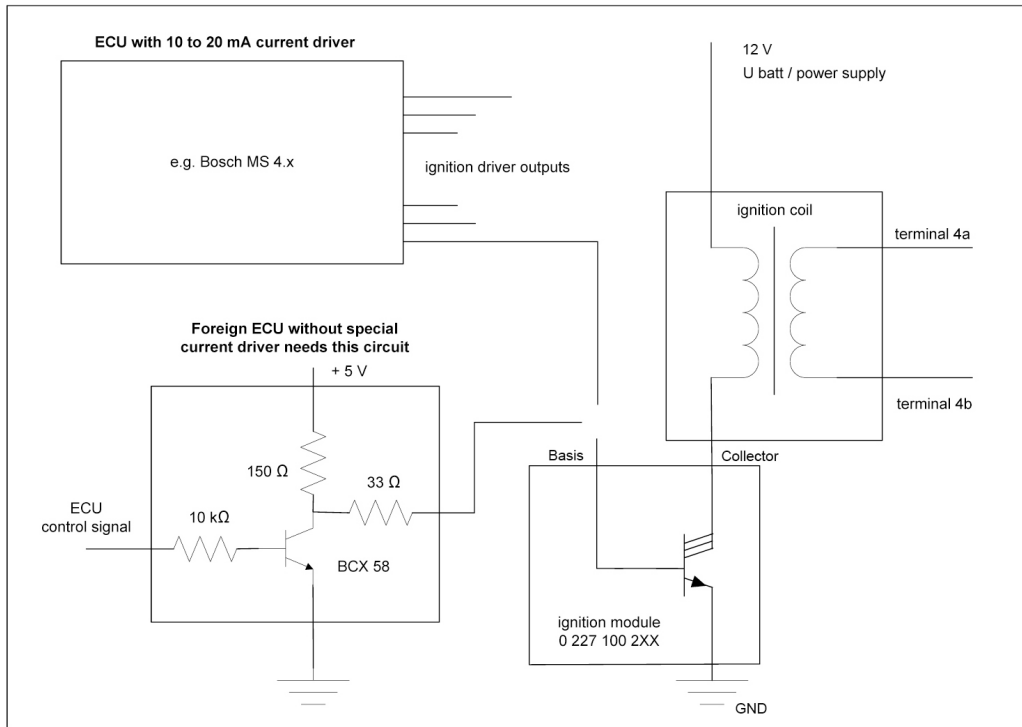 ECU with 10 to 20 mA current driver
e.g. Bosch MS 4.x
ignition driver outputs
12 V
U batt / power supply
ignition coil
terminal 4a
terminal 4b
Foreign ECU without special
current driver needs this circuit
+ 5 V
150 Ω
33 Ω
ECU
control signal
10 kΩ
BCX 58
Basis
Collector
ignition module
0 227 100 2XX
GND